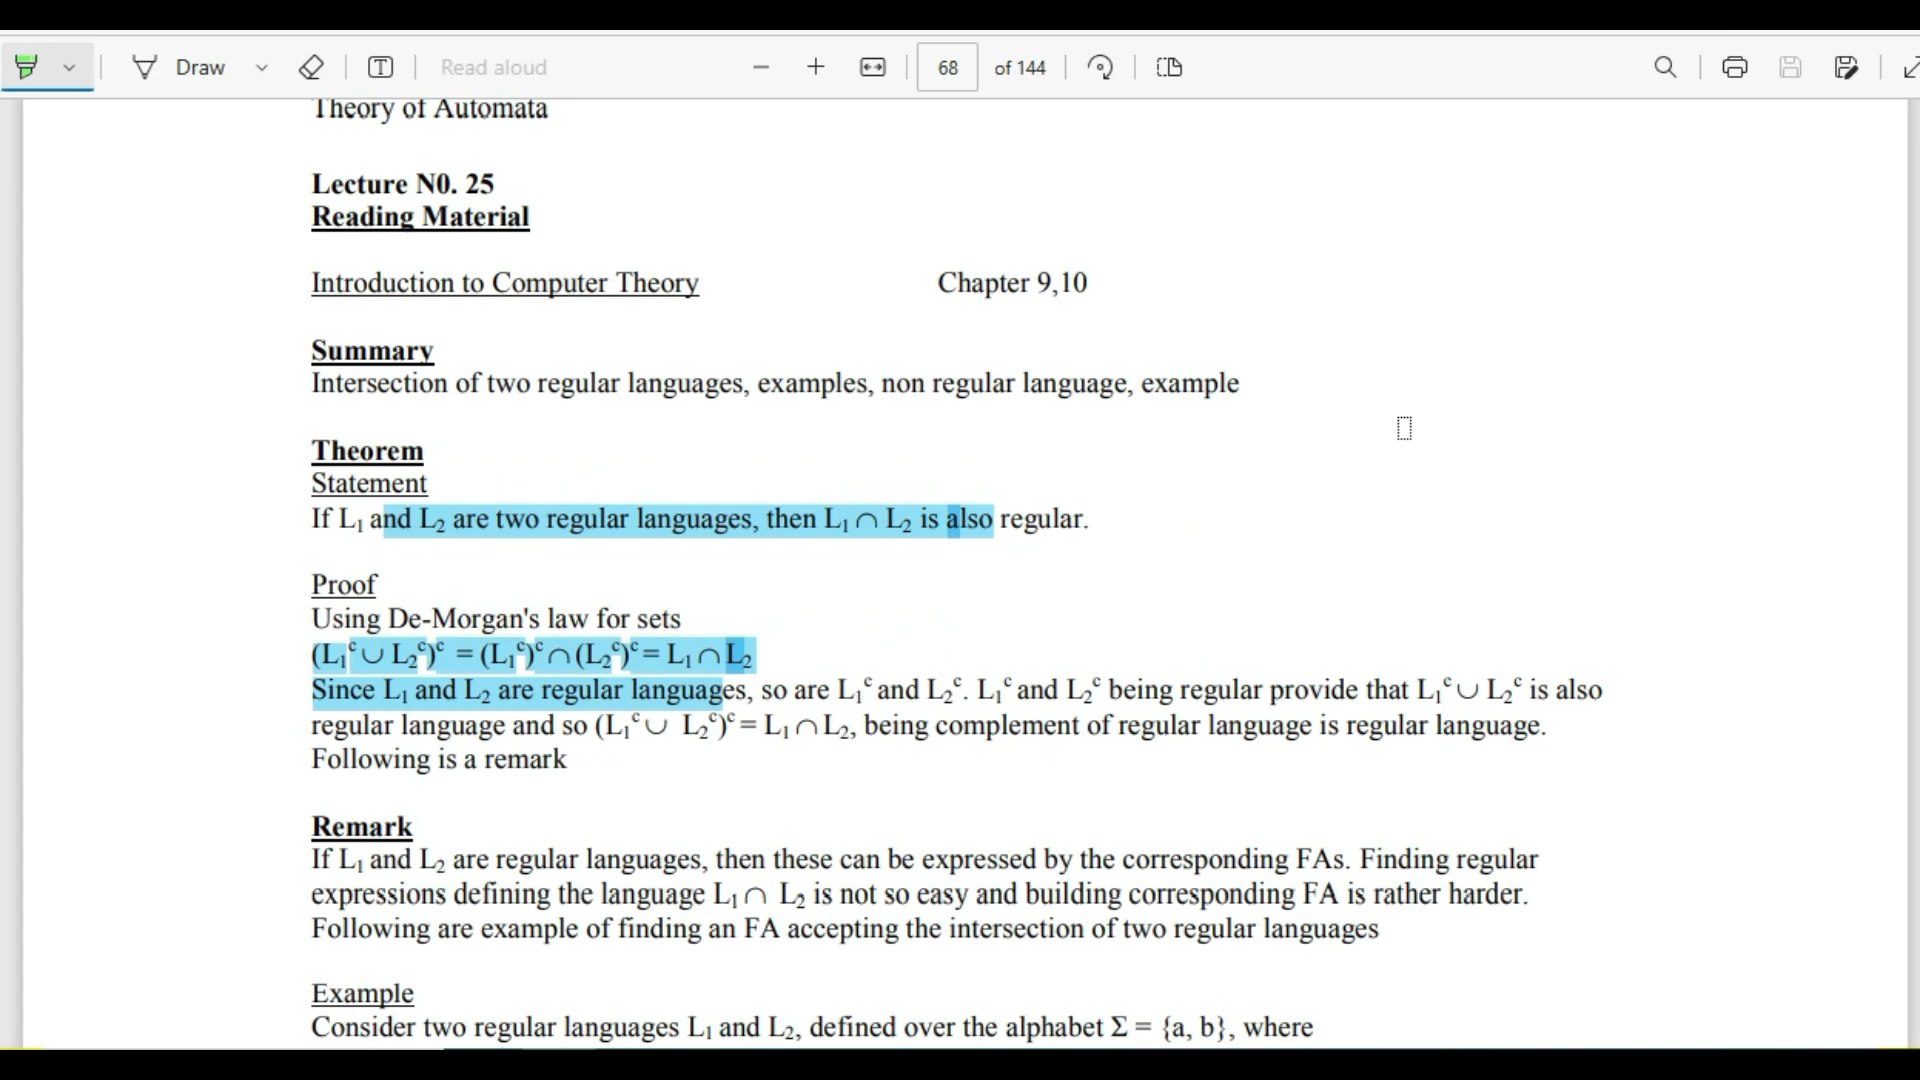 Draw
Read aloud
68 of 144
Theory of Automata
Lecture N0. 25
Reading Material
Introduction to Computer Theory Chapter 9,10
Summary
Intersection of two regular languages, examples, non regular language, example
Theorem
Statement
If L₁ and L₂ are two regular languages, then L₁ ∩ L₂ is also regular.
Proof
Using De-Morgan's law for sets
(L₁ᶜ ∪ L₂ᶜ)ᶜ = (L₁ᶜ)ᶜ ∩ (L₂ᶜ)ᶜ = L₁ ∩ L₂
Since L₁ and L₂ are regular languages, so are L₁ᶜ and L₂ᶜ. L₁ᶜ and L₂ᶜ being regular provide that L₁ᶜ ∪ L₂ᶜ is also
regular language and so (L₁ᶜ ∪ L₂ᶜ)ᶜ = L₁ ∩ L₂, being complement of regular language is regular language.
Following is a remark
Remark
If L₁ and L₂ are regular languages, then these can be expressed by the corresponding FAs. Finding regular
expressions defining the language L₁ ∩ L₂ is not so easy and building corresponding FA is rather harder.
Following are example of finding an FA accepting the intersection of two regular languages
Example
Consider two regular languages L₁ and L₂, defined over the alphabet Σ = {a, b}, where